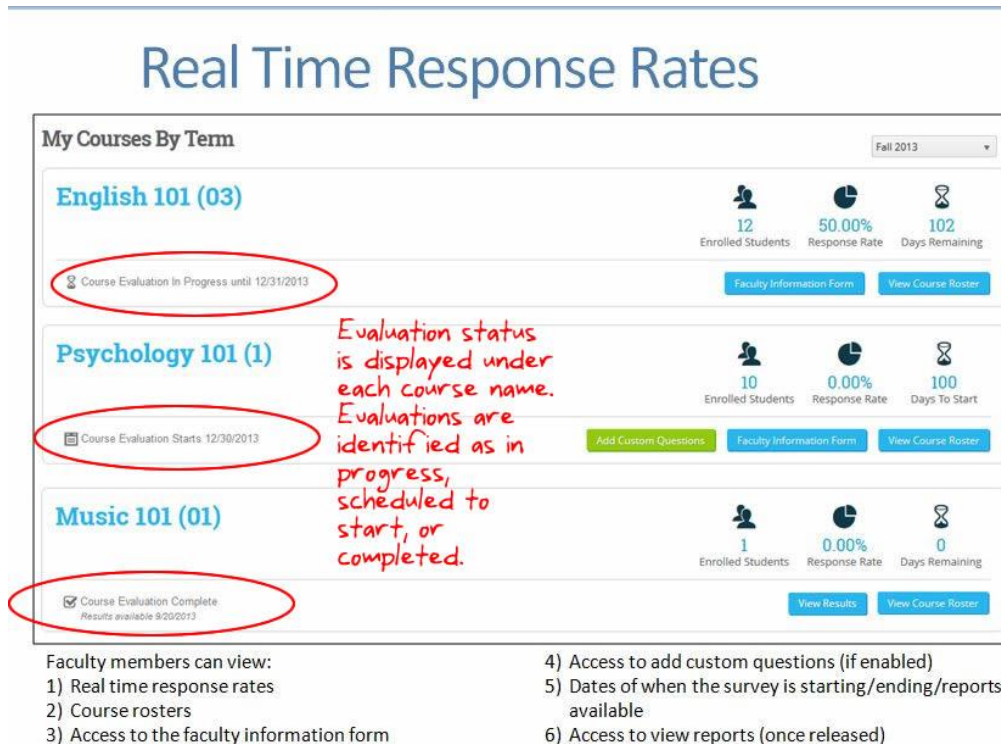 Real Time Response Rates
My Courses By Term
Fall 2013
English 101 (03)
12
Enrolled Students
50.00%
Response Rate
102
Days Remaining
Course Evaluation In Progress until 12/31/2013
Faculty Information Form
View Course Roster
Evaluation status
is displayed under
each course name.
Evaluations are
identified as in
progress,
scheduled to
start, or
completed.
Psychology 101 (1)
10
Enrolled Students
0.00%
Response Rate
100
Days To Start
Course Evaluation Starts 12/30/2013
Add Custom Questions
Faculty Information Form
View Course Roster
Music 101 (01)
1
Enrolled Students
0.00%
Response Rate
0
Days Remaining
Course Evaluation Complete
Results available 9/20/2013
View Results
View Course Roster
Faculty members can view:
1) Real time response rates
2) Course rosters
3) Access to the faculty information form
4) Access to add custom questions (if enabled)
5) Dates of when the survey is starting/ending/reports
available
6) Access to view reports (once released)